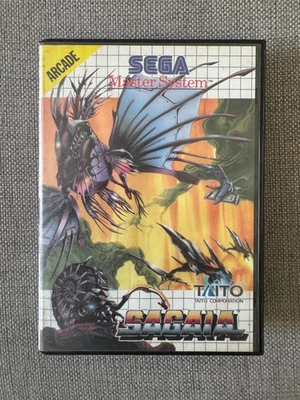 ARCADE
SEGA
Master System
TAITO
TAITO CORPORATION
SAGAIA